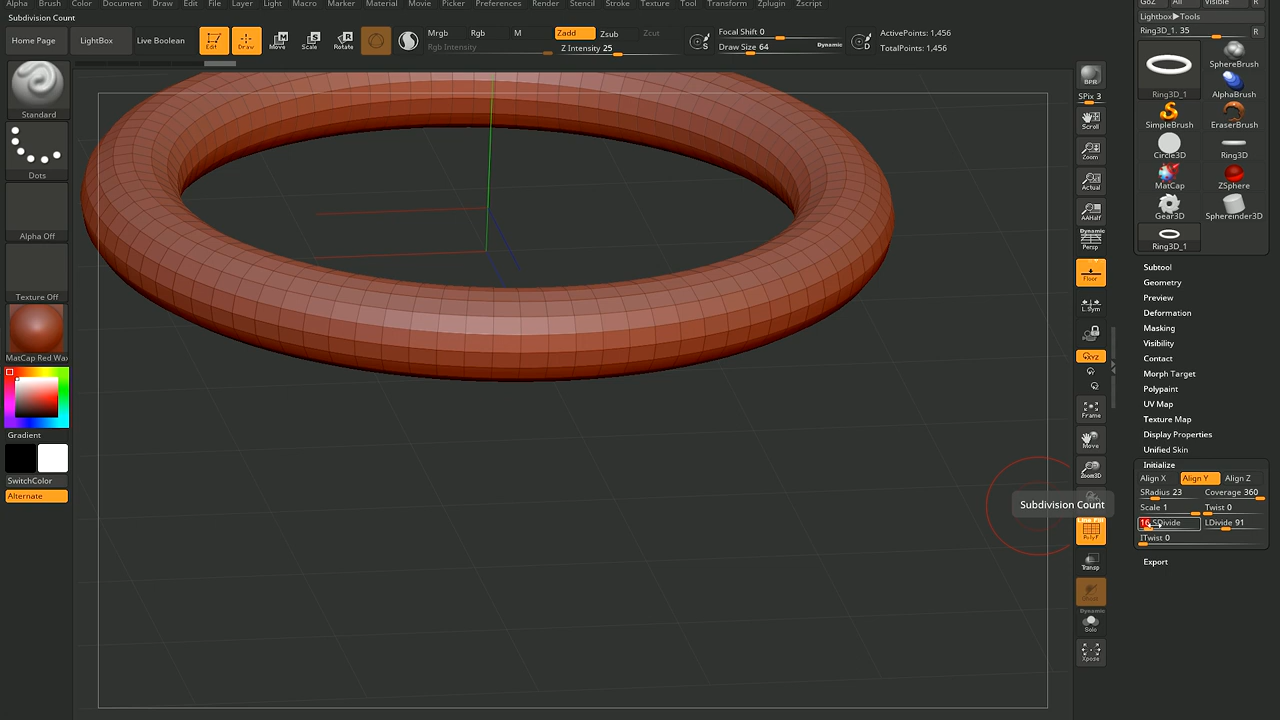 Alpha Brush Color Document Draw Edit File Layer Light Macro Marker Material Movie Picker Preferences Render Stencil Stroke Texture Tool Transform Zplugin Zscript
Subdivision Count
Home Page
LightBox
Live Boolean
Edit
Draw
Move
Scale
Rotate
Mrgb Rgb M
Rgb Intensity
Zadd Zsub Zcut
Z Intensity 25
S
Focal Shift 0
Draw Size 64 Dynamic
D
ActivePoints: 1,456
TotalPoints: 1,456
Standard
Dots
Alpha Off
Texture Off
MatCap Red Wax
Gradient
SwitchColor
Alternate
BPR
SPix 3
Scroll
Zoom
Actual
AAHalf
Dynamic
Persp
Floor
L.Sym
XYZ
Frame
Move
Zoom3D
Line Fill
PolyF
Transp
Dynamic
Solo
Xpose
Subdivision Count
GoZ All Visible R
Lightbox▶Tools
Ring3D_1. 35 R
Ring3D_1
SphereBrush
AlphaBrush
SimpleBrush
EraserBrush
Circle3D
Ring3D
MatCap
ZSphere
Gear3D
Sphereinder3D
Ring3D_1
Subtool
Geometry
Preview
Deformation
Masking
Visibility
Contact
Morph Target
Polypaint
UV Map
Texture Map
Display Properties
Unified Skin
Initialize
Align X Align Y Align Z
SRadius 23 Coverage 360
Scale 1 Twist 0
16 SDivide LDivide 91
ITwist 0
Export